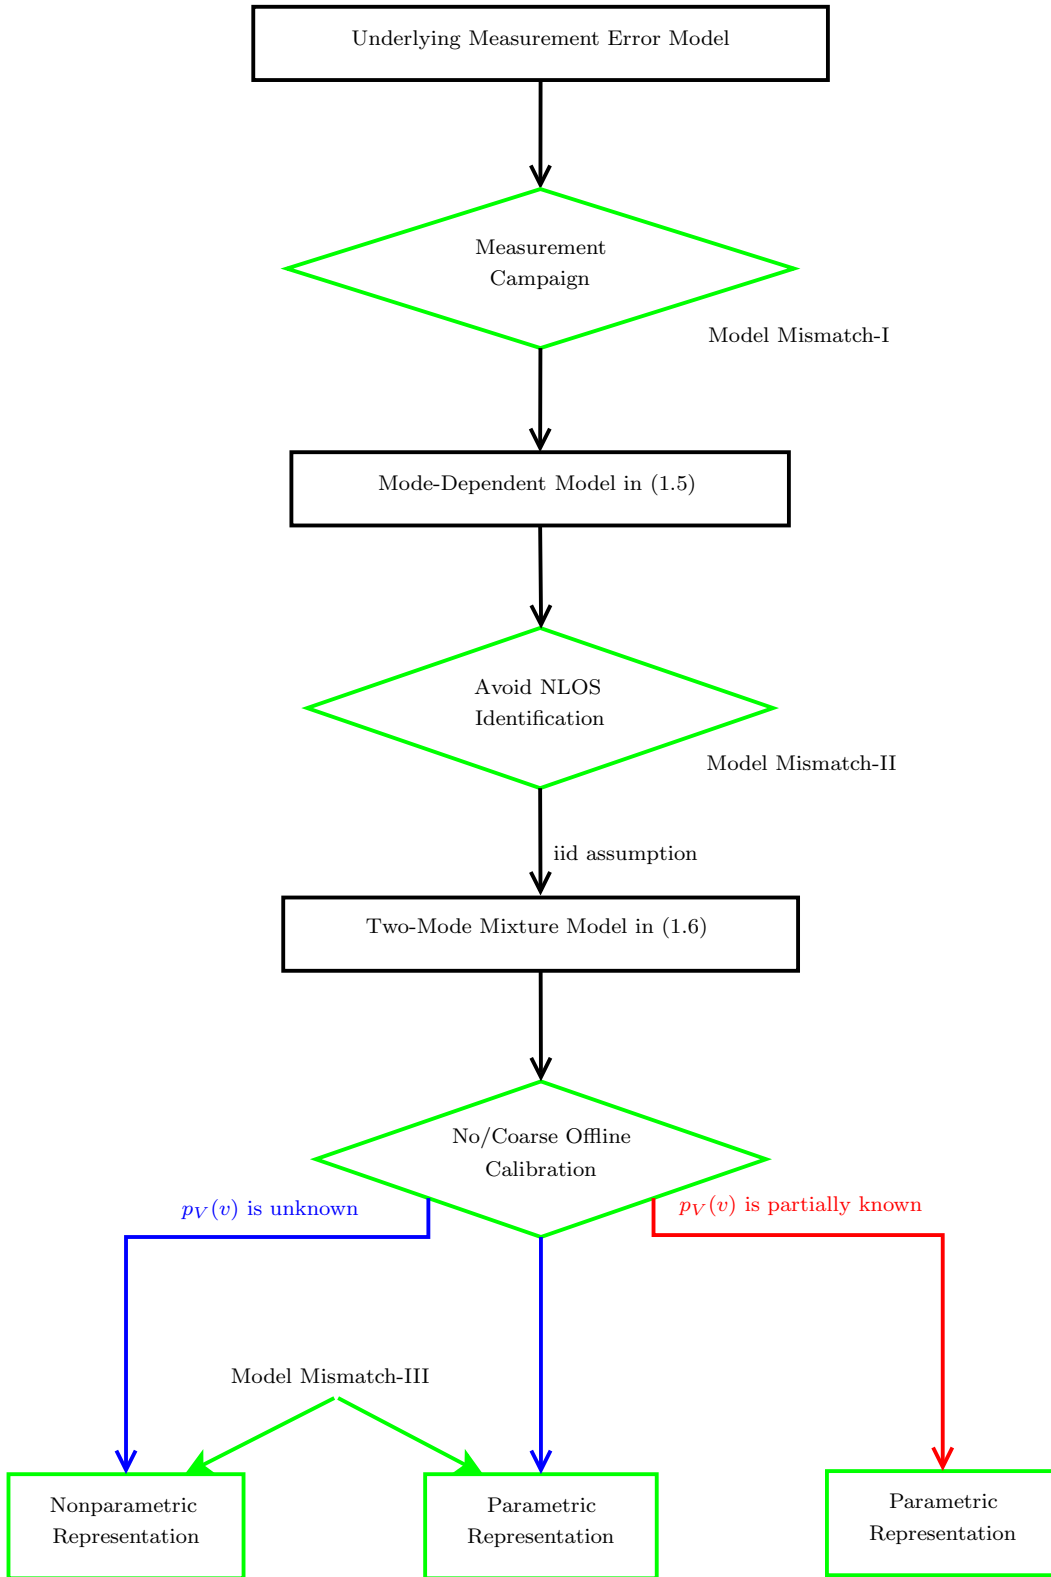 Underlying Measurement Error Model
Measurement
Campaign
Model Mismatch-I
Mode-Dependent Model in (1.5)
Avoid NLOS
Identification
Model Mismatch-II
iid assumption
Two-Mode Mixture Model in (1.6)
No/Coarse Offline
Calibration
p_V(v) is unknown
p_V(v) is partially known
Model Mismatch-III
Nonparametric
Representation
Parametric
Representation
Parametric
Representation